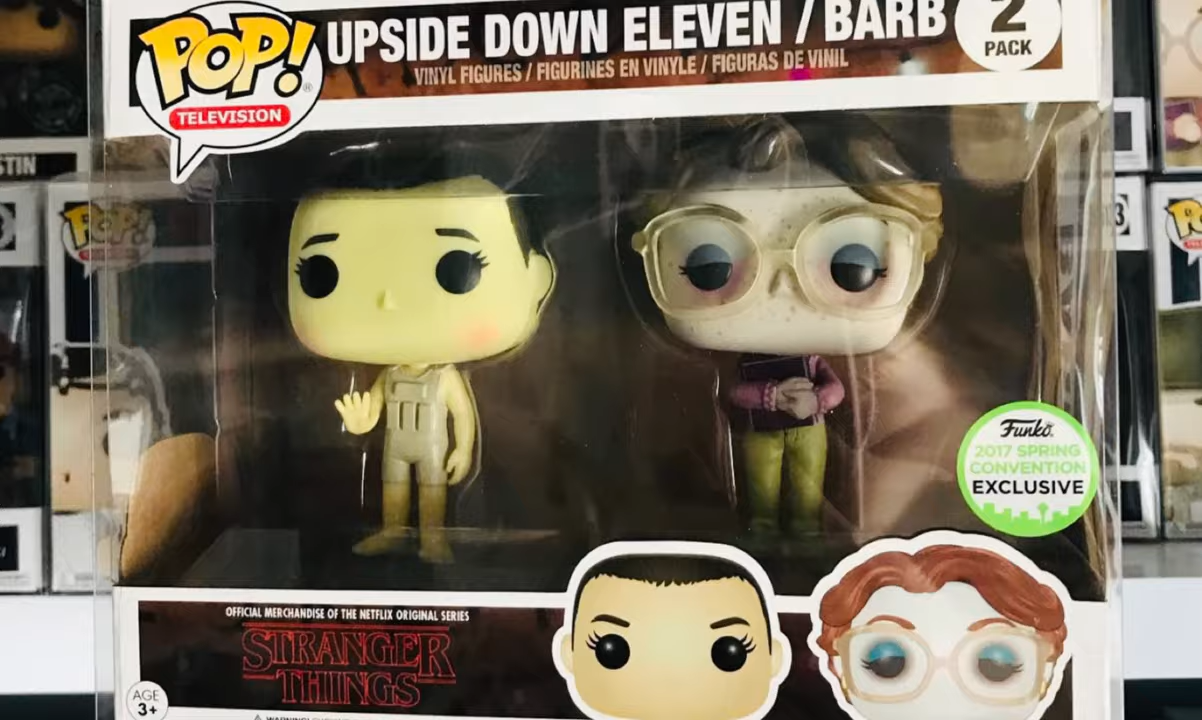 POP!
TELEVISION
UPSIDE DOWN ELEVEN / BARB
VINYL FIGURES / FIGURINES EN VINYLE / FIGURAS DE VINIL
2
PACK
STIN
POP!
3
Funko®
2017 SPRING
CONVENTION
EXCLUSIVE
OFFICIAL MERCHANDISE OF THE NETFLIX ORIGINAL SERIES
STRANGER
THINGS
AGE
3+